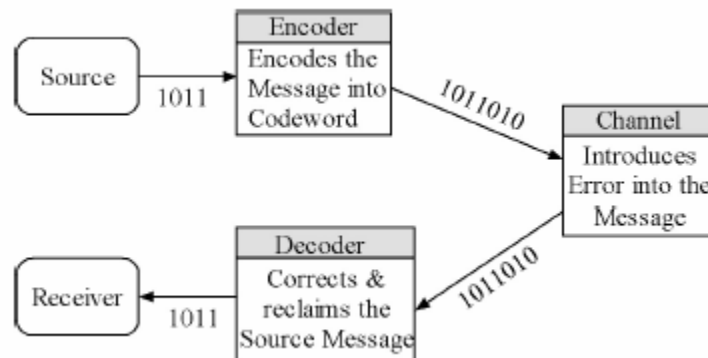 Source
1011
Encoder
Encodes the
Message into
Codeword
1011010
Channel
Introduces
Error into the
Message
1011010
Decoder
Corrects &
reclaims the
Source Message
1011
Receiver